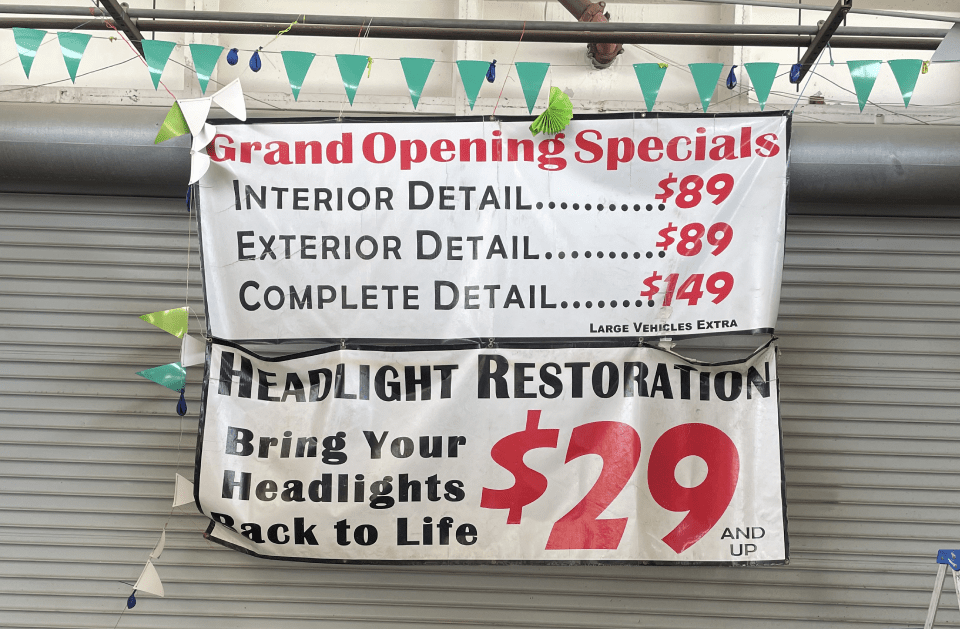 Grand Opening Specials
INTERIOR DETAIL............$89
EXTERIOR DETAIL...........$89
COMPLETE DETAIL.........$149
LARGE VEHICLES EXTRA
HEADLIGHT RESTORATION
Bring Your
Headlights
Back to Life
$29
AND
UP